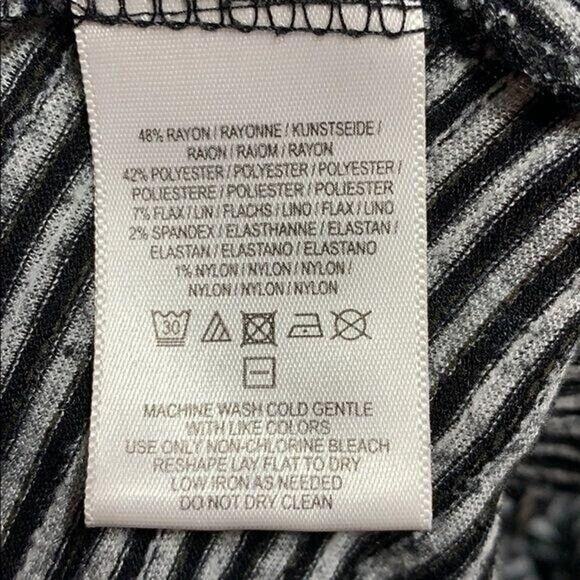 48% RAYON / RAYONNE / KUNSTSEIDE /
RAION / RAIOM / RAYON
42% POLYESTER / POLYESTER / POLYESTER /
POLIESTERE / POLIESTER / POLIESTER
7% FLAX / LIN / FLACHS / LINO / FLAX / LINO
2% SPANDEX / ELASTHANNE / ELASTAN /
ELASTAN / ELASTANO / ELASTANO
1% NYLON / NYLON / NYLON /
NYLON / NYLON / NYLON
30
MACHINE WASH COLD GENTLE
WITH LIKE COLORS
USE ONLY NON-CHLORINE BLEACH
RESHAPE LAY FLAT TO DRY
LOW IRON AS NEEDED
DO NOT DRY CLEAN